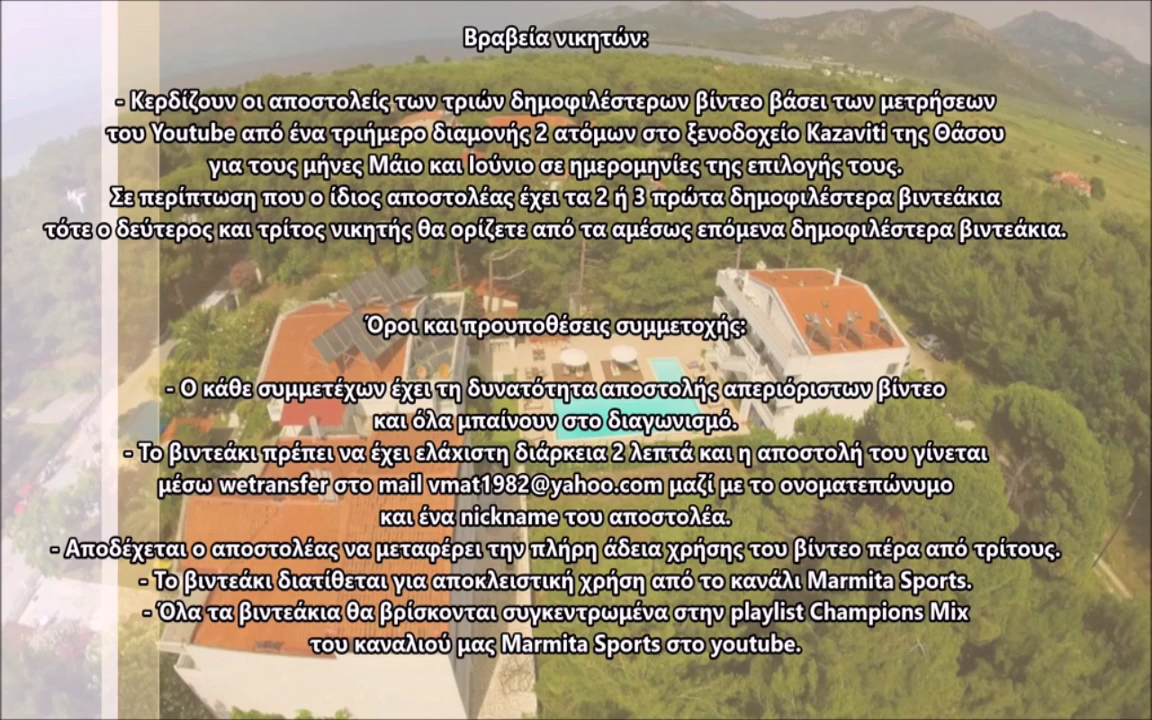 Βραβεία νικητών:
- Κερδίζουν οι αποστολείς των τριών δημοφιλέστερων βίντεο βάσει των μετρήσεων
του Youtube από ένα τριήμερο διαμονής 2 ατόμων στο ξενοδοχείο Kazaviti της Θάσου
για τους μήνες Μάιο και Ιούνιο σε ημερομηνίες της επιλογής τους.
Σε περίπτωση που ο ίδιος αποστολέας έχει τα 2 ή 3 πρώτα δημοφιλέστερα βιντεάκια
τότε ο δεύτερος και τρίτος νικητής θα ορίζετε από τα αμέσως επόμενα δημοφιλέστερα βιντεάκια.
Όροι και προυποθέσεις συμμετοχής:
- Ο κάθε συμμετέχων έχει τη δυνατότητα αποστολής απεριόριστων βίντεο
και όλα μπαίνουν στο διαγωνισμό.
- Το βιντεάκι πρέπει να έχει ελάχιστη διάρκεια 2 λεπτά και η αποστολή του γίνεται
μέσω wetransfer στο mail vmat1982@yahoo.com μαζί με το ονοματεπώνυμο
και ένα nickname του αποστολέα.
- Αποδέχεται ο αποστολέας να μεταφέρει την πλήρη άδεια χρήσης του βίντεο πέρα από τρίτους.
- Το βιντεάκι διατίθεται για αποκλειστική χρήση από το κανάλι Marmita Sports.
- Όλα τα βιντεάκια θα βρίσκονται συγκεντρωμένα στην playlist Champions Mix
του καναλιού μας Marmita Sports στο youtube.